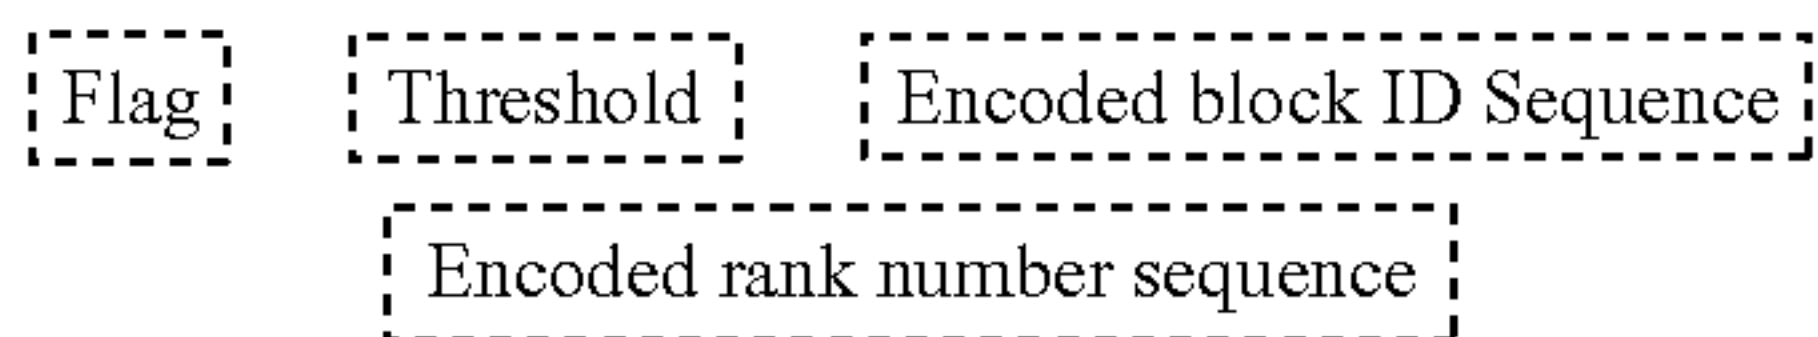 Flag Threshold Encoded block ID Sequence
Encoded rank number sequence